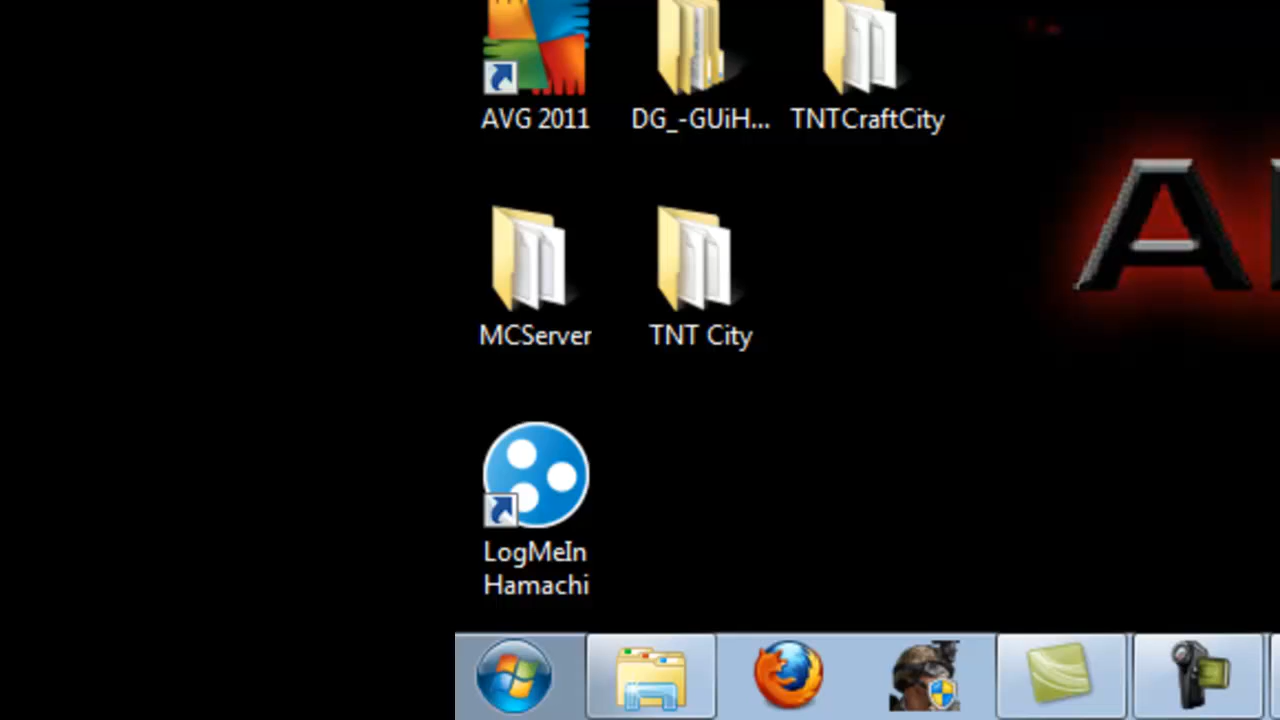 AVG 2011
DG_-GUiH...
TNTCraftCity
A
MCServer
TNT City
LogMeIn
Hamachi